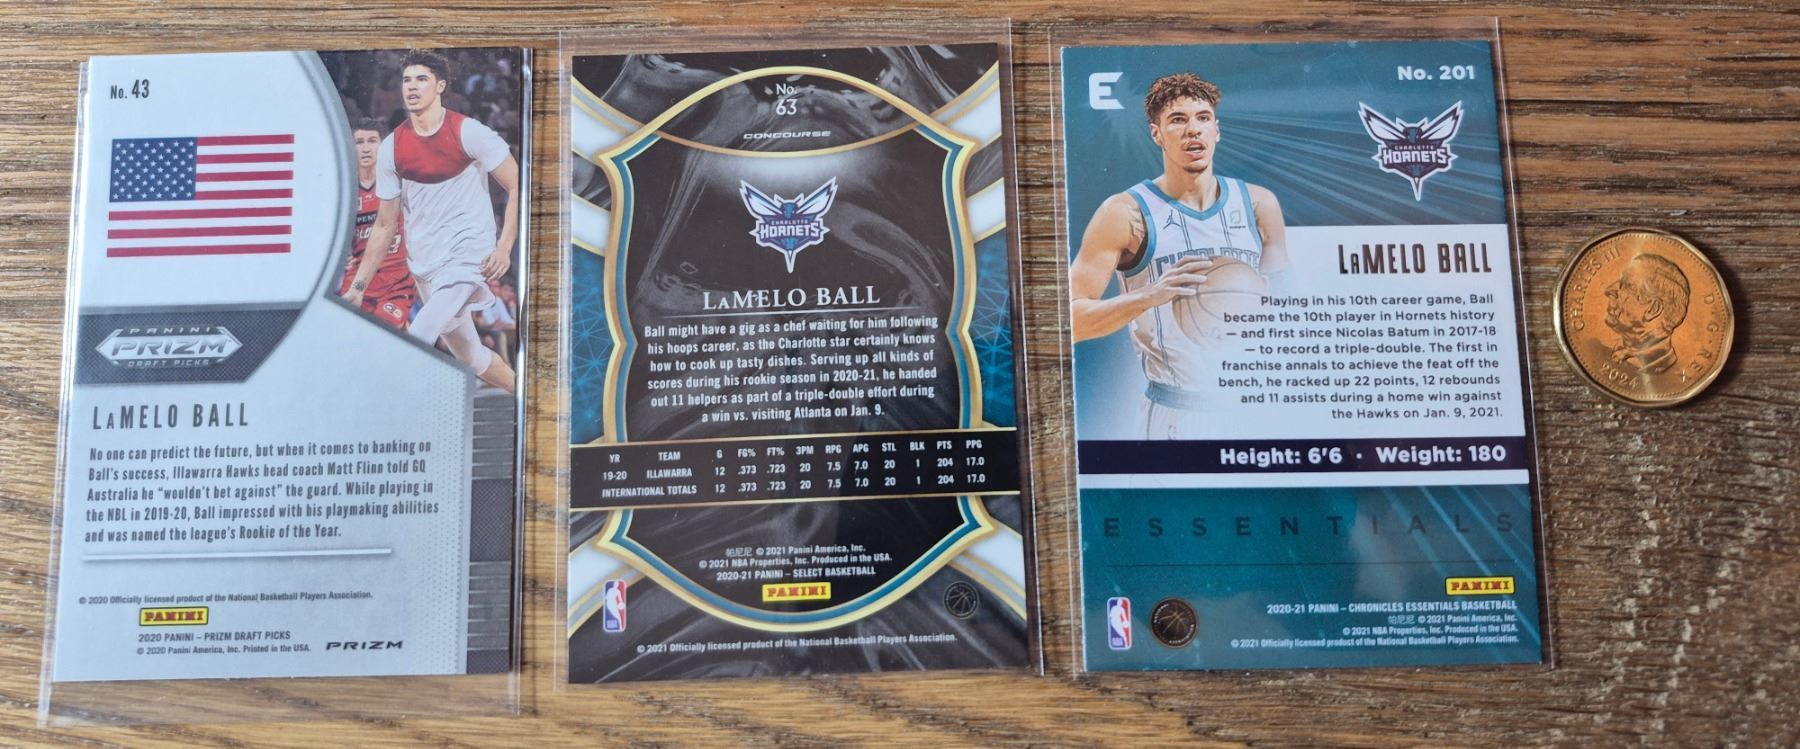 No. 43
PANINI
PRIZM
DRAFT PICKS
LaMELO BALL
No one can predict the future, but when it comes to banking on
Ball's success, Illawarra Hawks head coach Matt Flinn told GQ
Australia he "wouldn't bet against" the guard. While playing in
the NBL in 2019-20, Ball impressed with his playmaking abilities
and was named the league's Rookie of the Year.
© 2020 Officially licensed product of the National Basketball Players Association.
PANINI
2020 PANINI – PRIZM DRAFT PICKS
© 2020 Panini America, Inc. Printed in the USA.
PRIZM
No.
63
CONCOURSE
CHARLOTTE
HORNETS
LaMELO BALL
Ball might have a gig as a chef waiting for him following
his hoops career, as the Charlotte star certainly knows
how to cook up tasty dishes. Serving up all kinds of
scores during his rookie season in 2020-21, he handed
out 11 helpers as part of a triple-double effort during
a win vs. visiting Atlanta on Jan. 9.
YR TEAM G FG% FT% 3PM RPG APG STL BLK PTS PPG
19-20 ILLAWARRA 12 .373 .723 20 7.5 7.0 20 1 204 17.0
INTERNATIONAL TOTALS 12 .373 .723 20 7.5 7.0 20 1 204 17.0
帕尼尼 © 2021 Panini America, Inc.
© 2021 NBA Properties, Inc. Produced in the USA.
2020-21 PANINI – SELECT BASKETBALL
PANINI
NBA
© 2021 Officially licensed product of the National Basketball Players Association.
E
No. 201
CHARLOTTE
HORNETS
CHARLOTTE
LaMELO BALL
Playing in his 10th career game, Ball
became the 10th player in Hornets history
— and first since Nicolas Batum in 2017-18
— to record a triple-double. The first in
franchise annals to achieve the feat off the
bench, he racked up 22 points, 12 rebounds
and 11 assists during a home win against
the Hawks on Jan. 9, 2021.
Height: 6'6 · Weight: 180
ESSENTIALS
PANINI
2020-21 PANINI – CHRONICLES ESSENTIALS BASKETBALL
帕尼尼 © 2021 Panini America, Inc.
© 2021 NBA Properties, Inc. Produced in the USA.
© 2021 Officially licensed product of the National Basketball Players Association.
NBA
CHARLES III D·G·REX
2024